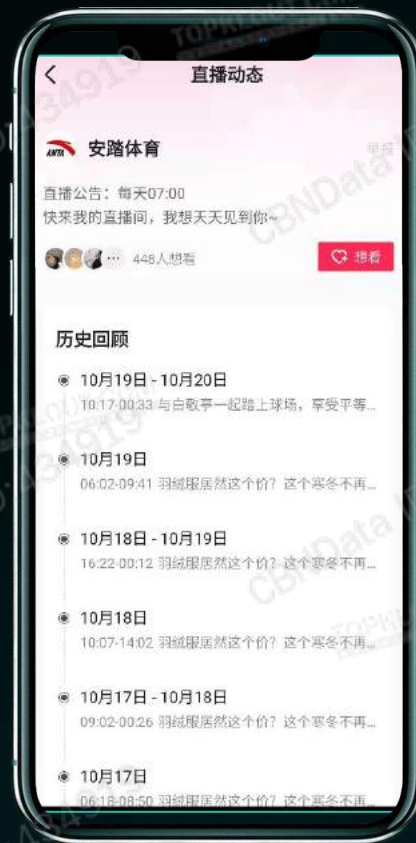 直播动态
ANTA 安踏体育 举报
直播公告：每天07:00
快来我的直播间，我想天天见到你~
448人想看
想看
历史回顾
10月19日 - 10月20日
10:17-00:33 与白敬亭一起踏上球场，享受平等...
10月19日
06:02-09:41 羽绒服居然这个价？这个寒冬不再...
10月18日 - 10月19日
16:22-00:12 羽绒服居然这个价？这个寒冬不再...
10月18日
10:07-14:02 羽绒服居然这个价？这个寒冬不再...
10月17日 - 10月18日
09:02-00:26 羽绒服居然这个价？这个寒冬不再...
10月17日
06:18-08:50 羽绒服居然这个价？这个寒冬不再...
CBNData
CBNData
434919